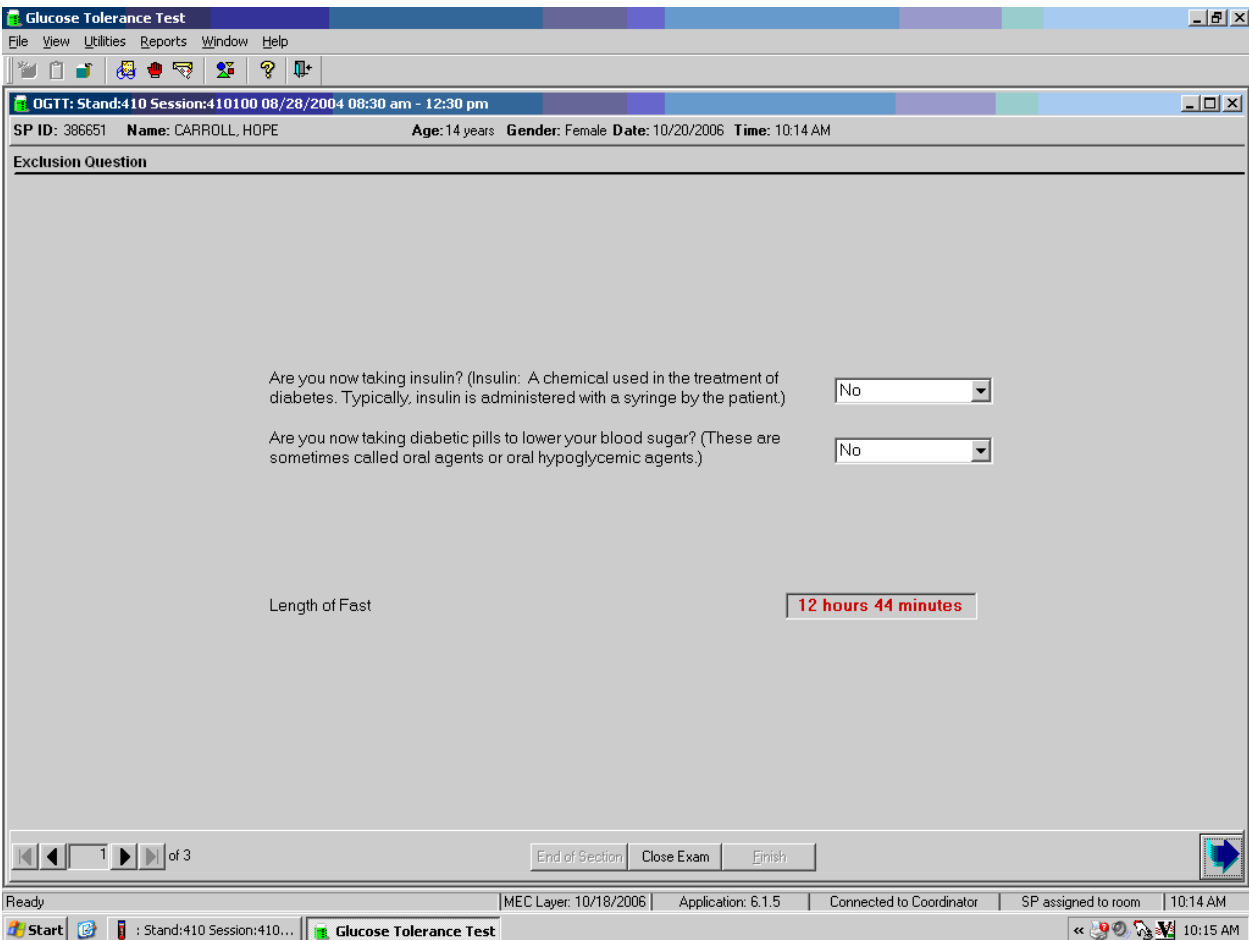 Glucose Tolerance Test
File View Utilities Reports Window Help
OGTT: Stand:410 Session:410100 08/28/2004 08:30 am - 12:30 pm
SP ID: 386651 Name: CARROLL, HOPE Age: 14 years Gender: Female Date: 10/20/2006 Time: 10:14 AM
Exclusion Question
Are you now taking insulin? (Insulin: A chemical used in the treatment of
diabetes. Typically, insulin is administered with a syringe by the patient.)
No
Are you now taking diabetic pills to lower your blood sugar? (These are
sometimes called oral agents or oral hypoglycemic agents.)
No
Length of Fast 12 hours 44 minutes
1 of 3 End of Section Close Exam Finish
Ready MEC Layer: 10/18/2006 Application: 6.1.5 Connected to Coordinator SP assigned to room 10:14 AM
Start : Stand:410 Session:410... Glucose Tolerance Test 10:15 AM